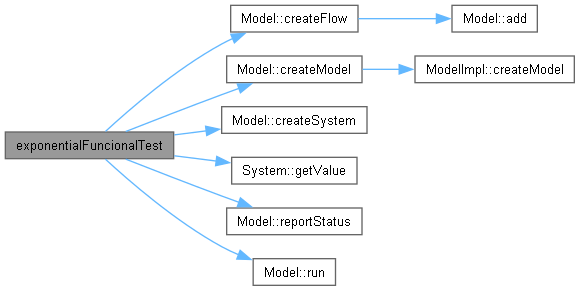 Model::createFlow
Model::add
Model::createModel
ModelImpl::createModel
Model::createSystem
exponentialFuncionalTest
System::getValue
Model::reportStatus
Model::run